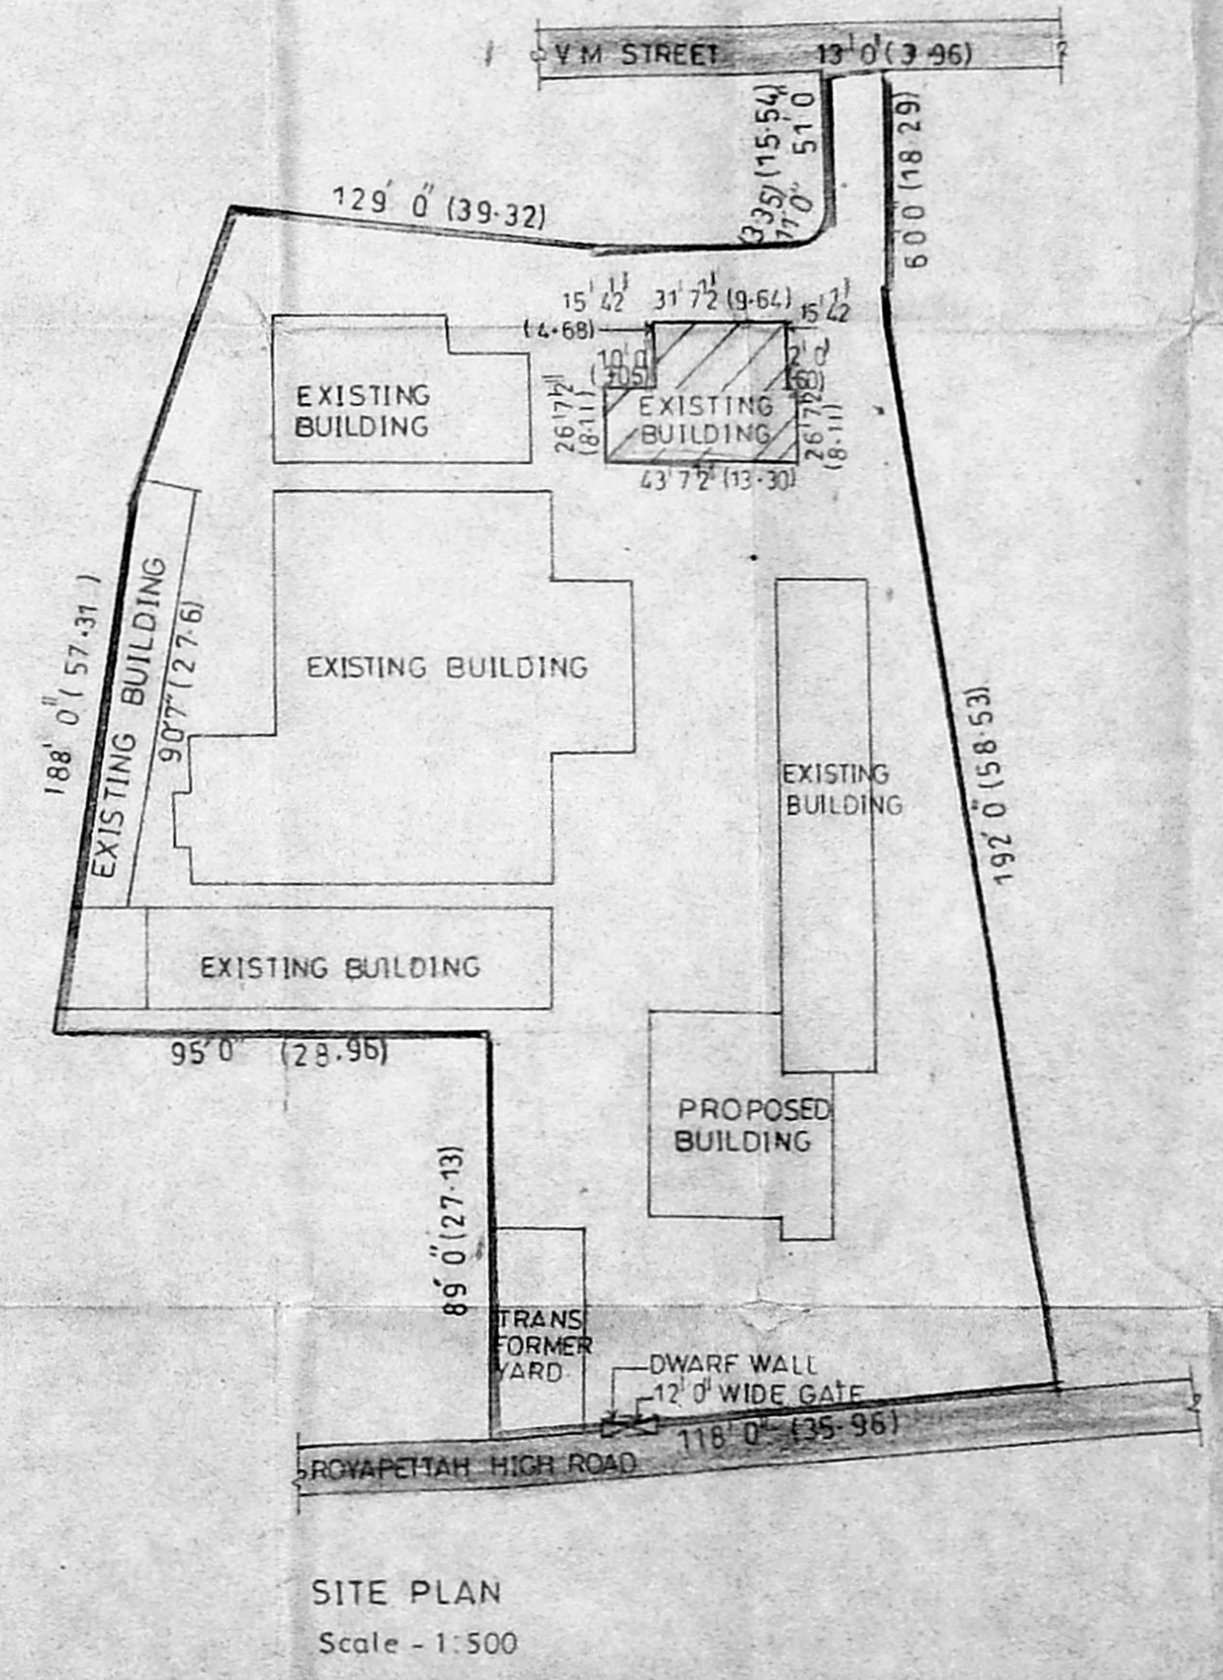 V M STREET
13' 0" (3·96)
(15·54)
51 0
(3·35)
11' 0"
60 0 (18 29)
129' 0" (39·32)
15' 4½"
31' 7½" (9·64)
15' 4½"
(4·68)
10' 0"
(3·05)
2' 0"
EXISTING
BUILDING
EXISTING
BUILDING
26' 7½"
(8·11)
26' 7½"
(8·11)
43' 7½" (13·30)
188' 0" (57·31)
EXISTING BUILDING
90'7" (27·6)
EXISTING BUILDING
EXISTING
BUILDING
192' 0" (58·53)
EXISTING BUILDING
95' 0" (28·96)
PROPOSED
BUILDING
89' 0" (27·13)
TRANS
FORMER
YARD
DWARF WALL
12' 0" WIDE GATE
118' 0" (35·96)
ROYAPETTAH HIGH ROAD
SITE PLAN
Scale - 1:500